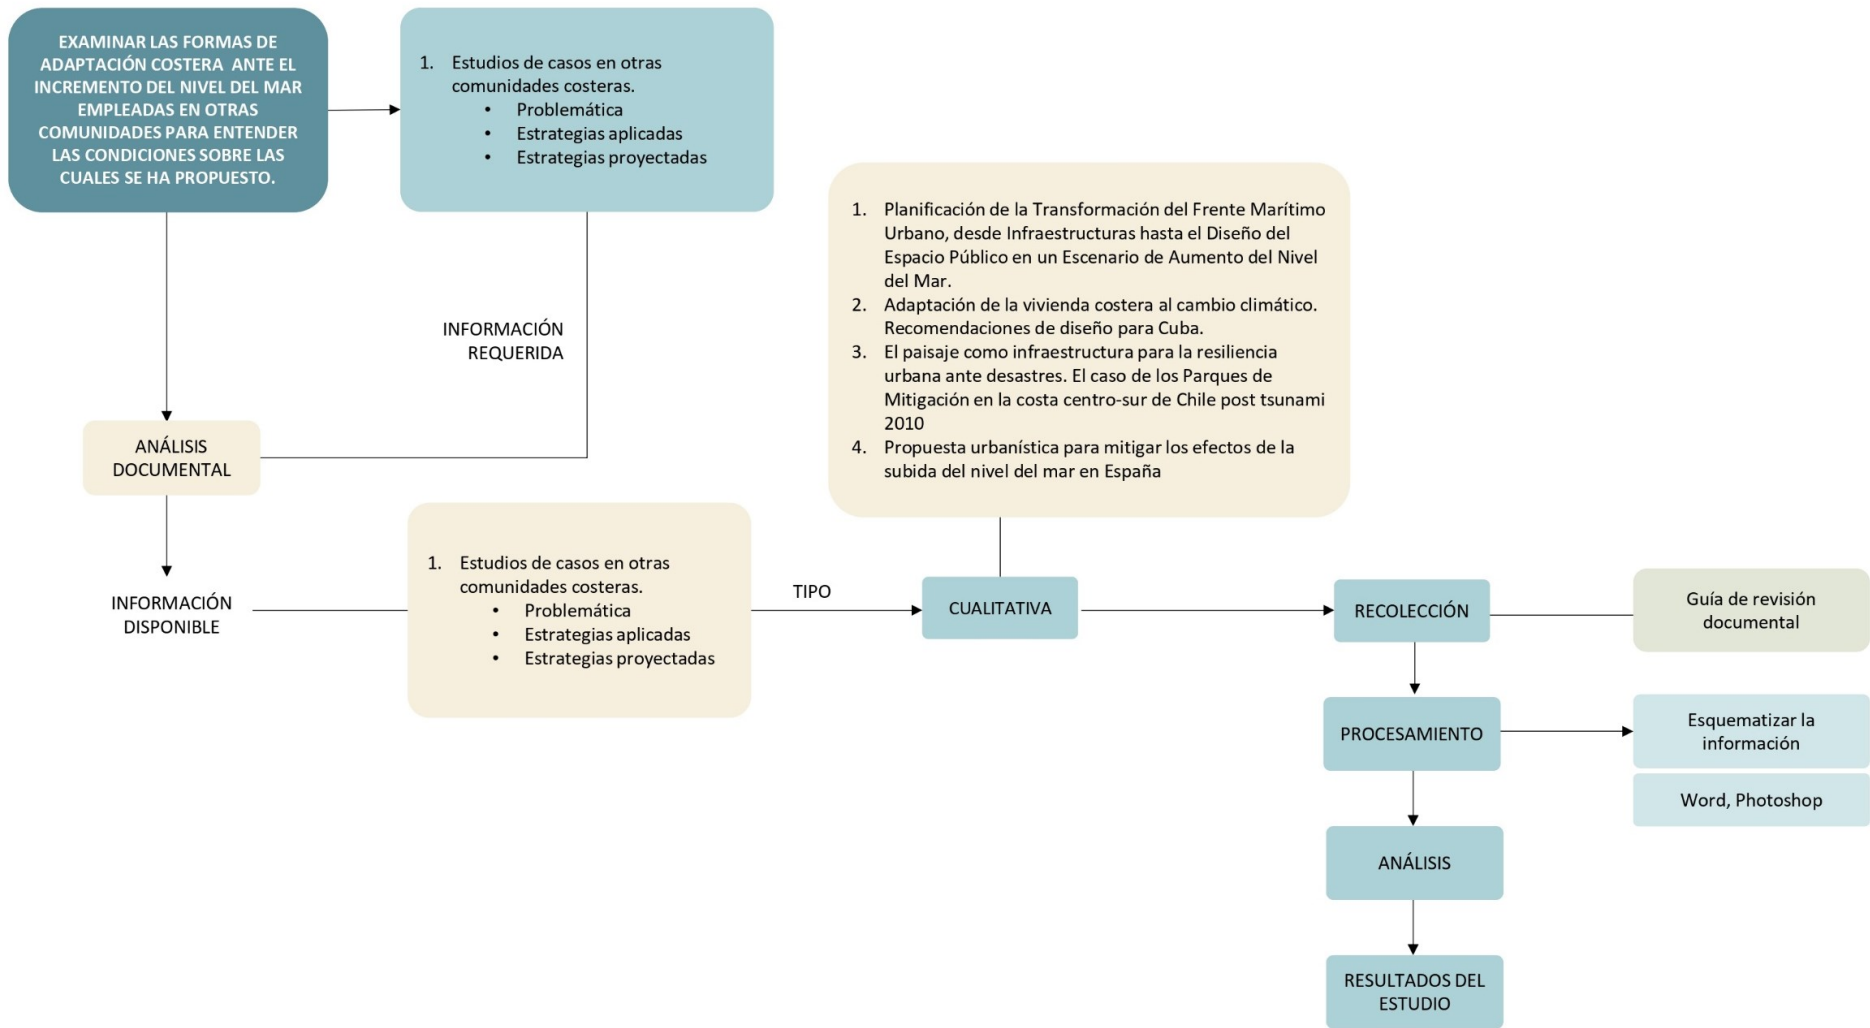 EXAMINAR LAS FORMAS DE
ADAPTACIÓN COSTERA ANTE EL
INCREMENTO DEL NIVEL DEL MAR
EMPLEADAS EN OTRAS
COMUNIDADES PARA ENTENDER
LAS CONDICIONES SOBRE LAS
CUALES SE HA PROPUESTO.
1. Estudios de casos en otras
comunidades costeras.
• Problemática
• Estrategias aplicadas
• Estrategias proyectadas
INFORMACIÓN
REQUERIDA
ANÁLISIS
DOCUMENTAL
INFORMACIÓN
DISPONIBLE
1. Estudios de casos en otras
comunidades costeras.
• Problemática
• Estrategias aplicadas
• Estrategias proyectadas
TIPO
1. Planificación de la Transformación del Frente Marítimo
Urbano, desde Infraestructuras hasta el Diseño del
Espacio Público en un Escenario de Aumento del Nivel
del Mar.
2. Adaptación de la vivienda costera al cambio climático.
Recomendaciones de diseño para Cuba.
3. El paisaje como infraestructura para la resiliencia
urbana ante desastres. El caso de los Parques de
Mitigación en la costa centro-sur de Chile post tsunami
2010
4. Propuesta urbanística para mitigar los efectos de la
subida del nivel del mar en España
CUALITATIVA
RECOLECCIÓN
Guía de revisión
documental
PROCESAMIENTO
Esquematizar la
información
Word, Photoshop
ANÁLISIS
RESULTADOS DEL
ESTUDIO